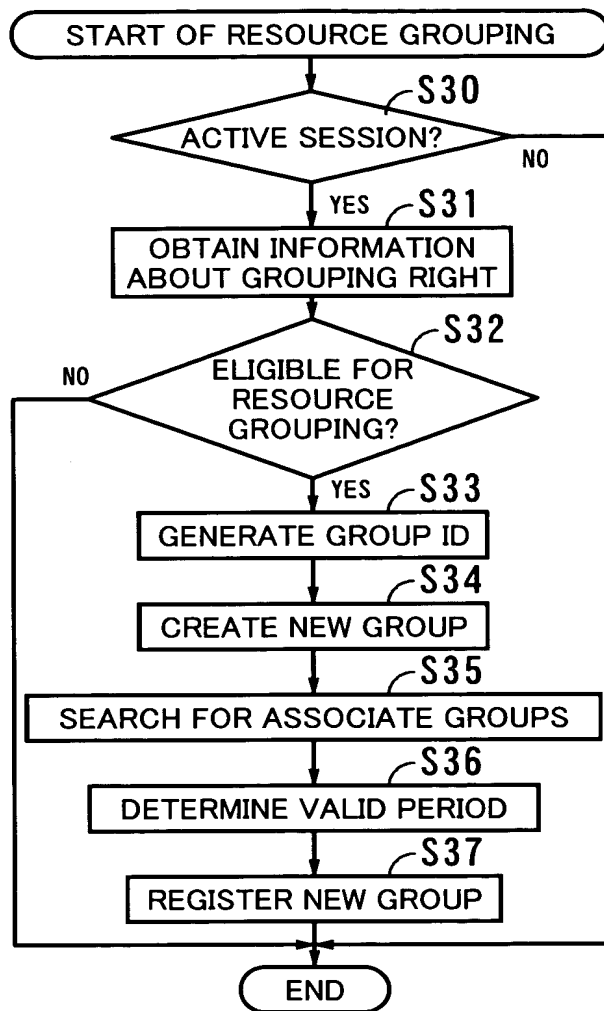 START OF RESOURCE GROUPING
S30
ACTIVE SESSION?
NO
YES
S31
OBTAIN INFORMATION
ABOUT GROUPING RIGHT
S32
NO
ELIGIBLE FOR
RESOURCE
GROUPING?
YES
S33
GENERATE GROUP ID
S34
CREATE NEW GROUP
S35
SEARCH FOR ASSOCIATE GROUPS
S36
DETERMINE VALID PERIOD
S37
REGISTER NEW GROUP
END